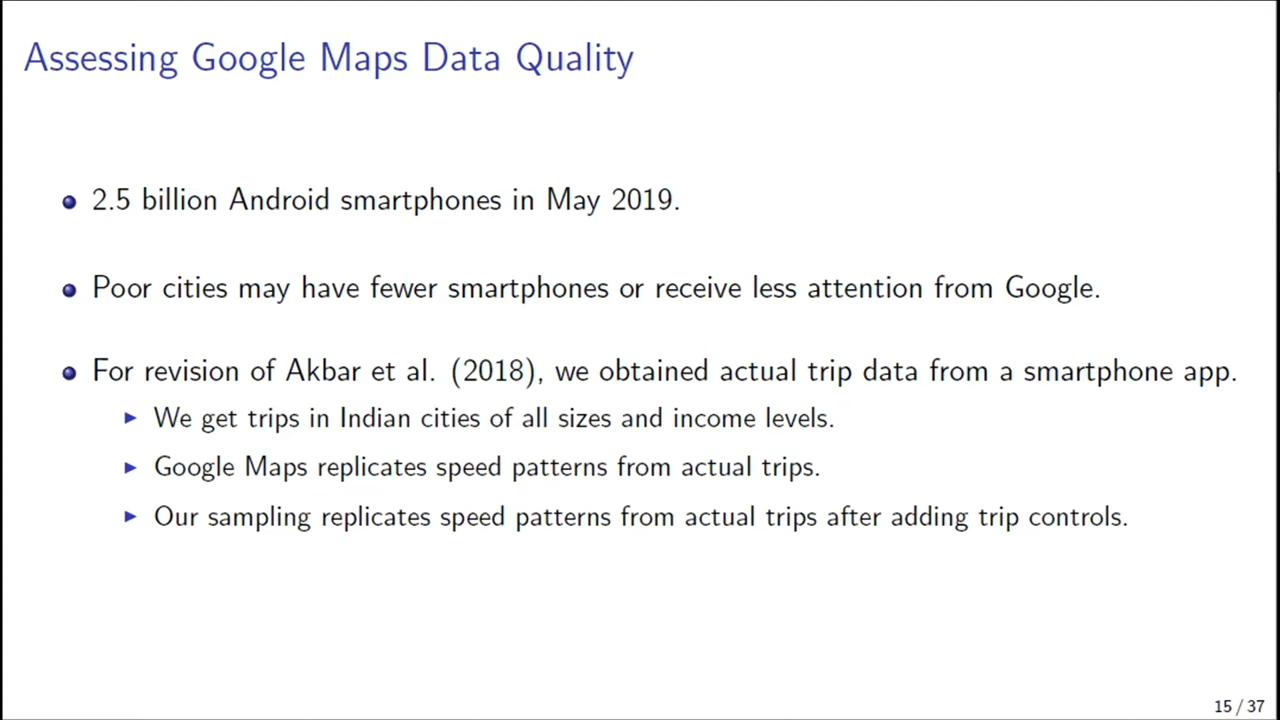 Assessing Google Maps Data Quality
2.5 billion Android smartphones in May 2019.
Poor cities may have fewer smartphones or receive less attention from Google.
For revision of Akbar et al. (2018), we obtained actual trip data from a smartphone app.
We get trips in Indian cities of all sizes and income levels.
Google Maps replicates speed patterns from actual trips.
Our sampling replicates speed patterns from actual trips after adding trip controls.
15 / 37